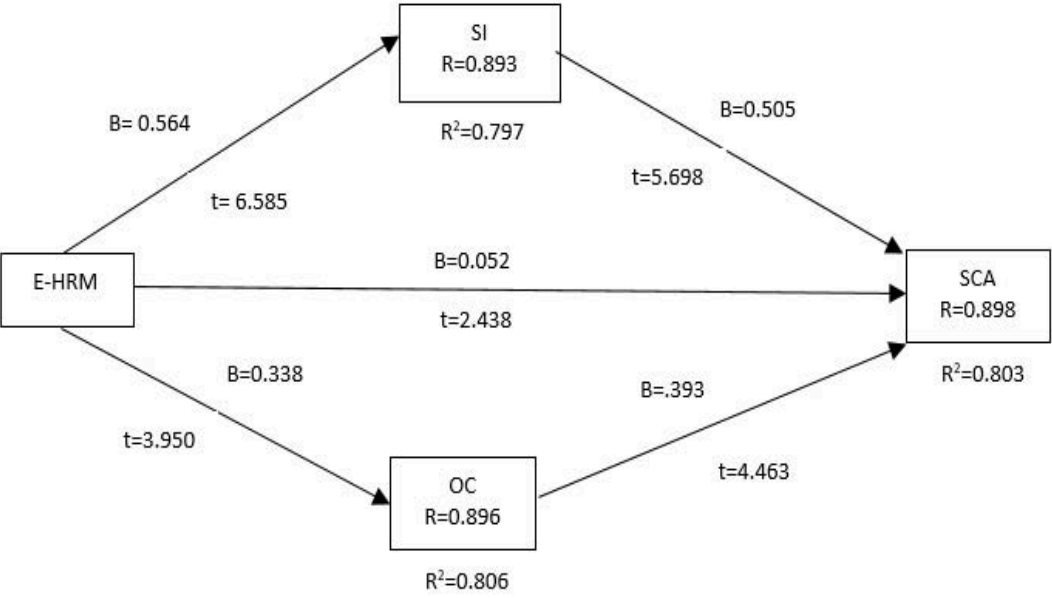 SI
R=0.893
R²=0.797
B= 0.564
t= 6.585
B=0.505
t=5.698
E-HRM
B=0.052
t=2.438
SCA
R=0.898
R²=0.803
B=0.338
t=3.950
B=.393
t=4.463
OC
R=0.896
R²=0.806